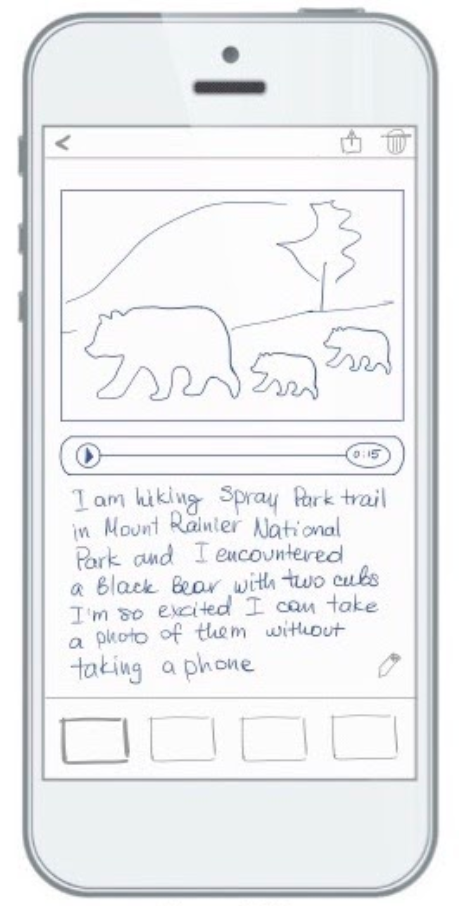 <
0:15
I am hiking Spray Park trail
in Mount Rainier National
Park and I encountered
a Black Bear with two cubs
I'm so excited I can take
a photo of them without
taking a phone